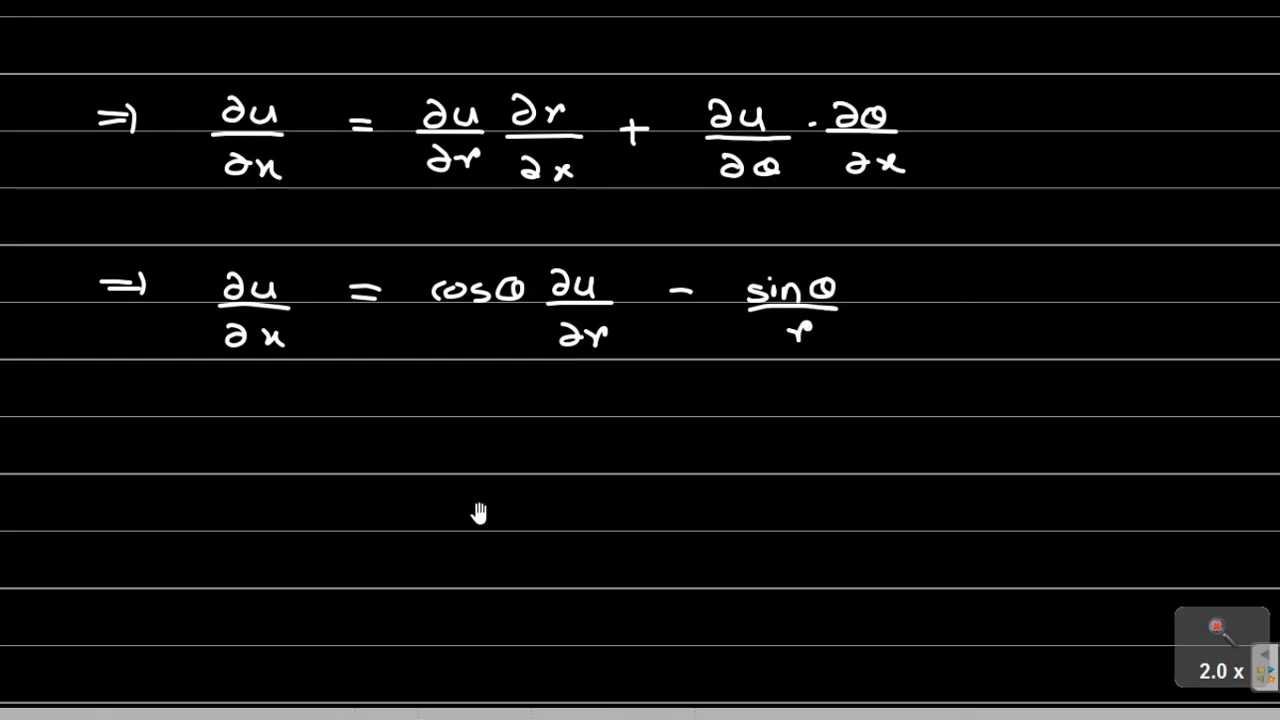 ⇒ ∂u/∂x = ∂u/∂r ∂r/∂x + ∂u/∂θ · ∂θ/∂x
⇒ ∂u/∂x = cosθ ∂u/∂r - sinθ/r
2.0 x